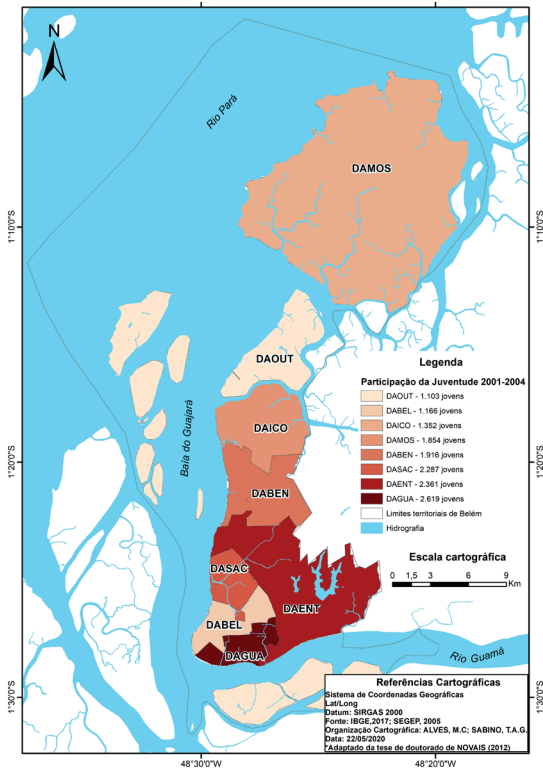 48°30'0"W
48°20'0"W
N
Rio Pará
DAMOS
1°10'0"S
1°10'0"S
DAOUT
Legenda
Participação da Juventude 2001-2004
DAOUT - 1.103 jovens
DABEL - 1.166 jovens
DAICO - 1.352 jovens
DAMOS - 1.854 jovens
DABEN - 1.916 jovens
DASAC - 2.287 jovens
DAENT - 2.361 jovens
DAGUA - 2.619 jovens
Limites territoriais de Belém
Hidrografia
DAICO
Baía do Guajará
1°20'0"S
1°20'0"S
DABEN
Escala cartográfica
0 1,5 3 6 9
Km
DASAC
DAENT
DABEL
DAGUA
Rio Guamá
1°30'0"S
1°30'0"S
Referências Cartográficas
Sistema de Coordenadas Geográficas
Lat/Long
Datum: SIRGAS 2000
Fonte: IBGE,2017; SEGEP, 2005
Organização Cartográfica: ALVES, M.C; SABINO, T.A.G.
Data: 22/05/2020
*Adaptado da tese de doutorado de NOVAIS (2012)
48°30'0"W
48°20'0"W